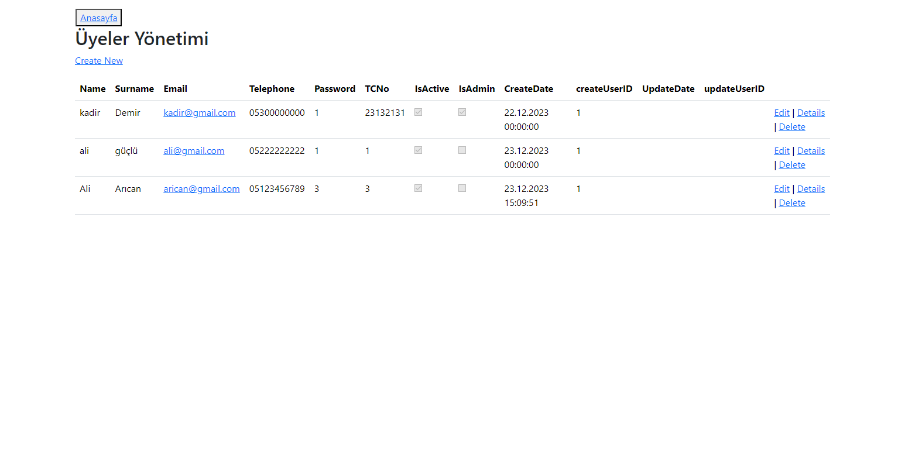 Anasayfa
Üyeler Yönetimi
Create New
Name Surname Email Telephone Password TCNo IsActive IsAdmin CreateDate createUserID UpdateDate updateUserID
kadir Demir kadir@gmail.com 05300000000 1 23132131 22.12.2023 1 Edit | Details
00:00:00 | Delete
ali güçlü ali@gmail.com 05222222222 1 1 23.12.2023 1 Edit | Details
00:00:00 | Delete
Ali Arıcan arican@gmail.com 05123456789 3 3 23.12.2023 1 Edit | Details
15:09:51 | Delete